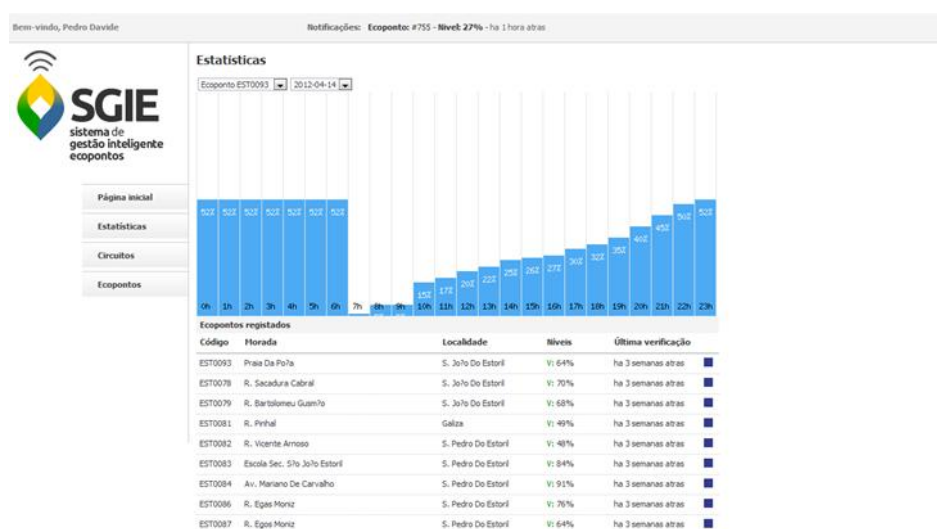 Bem-vindo, Pedro Davide
Notificações: Ecoponto: #755 - Nivel: 27% - ha 1 hora atras
SGIE
sistema de
gestão inteligente
ecopontos
Página inicial
Estatísticas
Circuitos
Ecopontos
Estatísticas
Ecoponto EST0093 2012-04-14
52% 52% 52% 52% 52% 52% 52% 15% 17% 20% 22% 25% 26% 27% 30% 32% 35% 40% 45% 50% 52%
0h 1h 2h 3h 4h 5h 6h 7h 8h 9h 10h 11h 12h 13h 14h 15h 16h 17h 18h 19h 20h 21h 22h 23h
Ecopontos registados
Código Morada Localidade Níveis Última verificação
EST0093 Praia Da Po?a S. Jo?o Do Estoril V: 64% ha 3 semanas atras
EST0078 R. Sacadura Cabral S. Jo?o Do Estoril V: 70% ha 3 semanas atras
EST0079 R. Bartolomeu Gusm?o S. Jo?o Do Estoril V: 68% ha 3 semanas atras
EST0081 R. Pinhal Galiza V: 49% ha 3 semanas atras
EST0082 R. Vicente Arnoso S. Pedro Do Estoril V: 48% ha 3 semanas atras
EST0083 Escola Sec. S?o Jo?o Estoril S. Pedro Do Estoril V: 84% ha 3 semanas atras
EST0084 Av. Mariano De Carvalho S. Pedro Do Estoril V: 91% ha 3 semanas atras
EST0086 R. Egas Moniz S. Pedro Do Estoril V: 76% ha 3 semanas atras
EST0087 R. Egos Moniz S. Pedro Do Estoril V: 64% ha 3 semanas atras